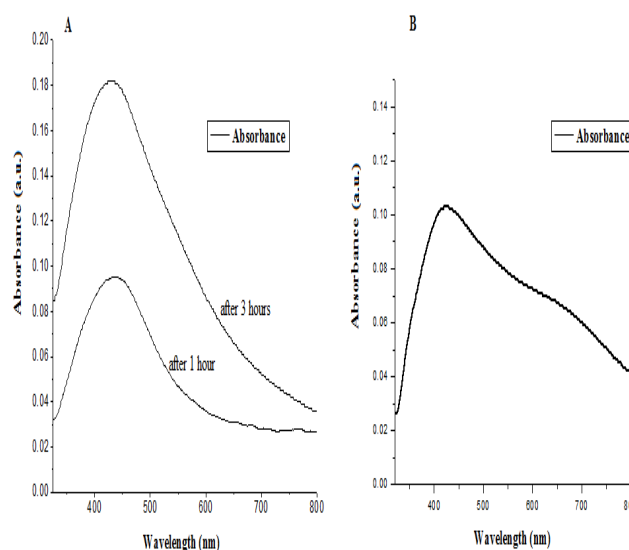 A
Absorbance (a.u.)
0.20
0.18
0.16
0.14
0.12
0.10
0.08
0.06
0.04
0.02
0.00
Absorbance
after 3 hours
after 1 hour
400 500 600 700 800
Wavelength (nm)
B
Absorbance (a.u.)
0.14
0.12
0.10
0.08
0.06
0.04
0.02
0.00
Absorbance
400 500 600 700 800
Wavelength (nm)